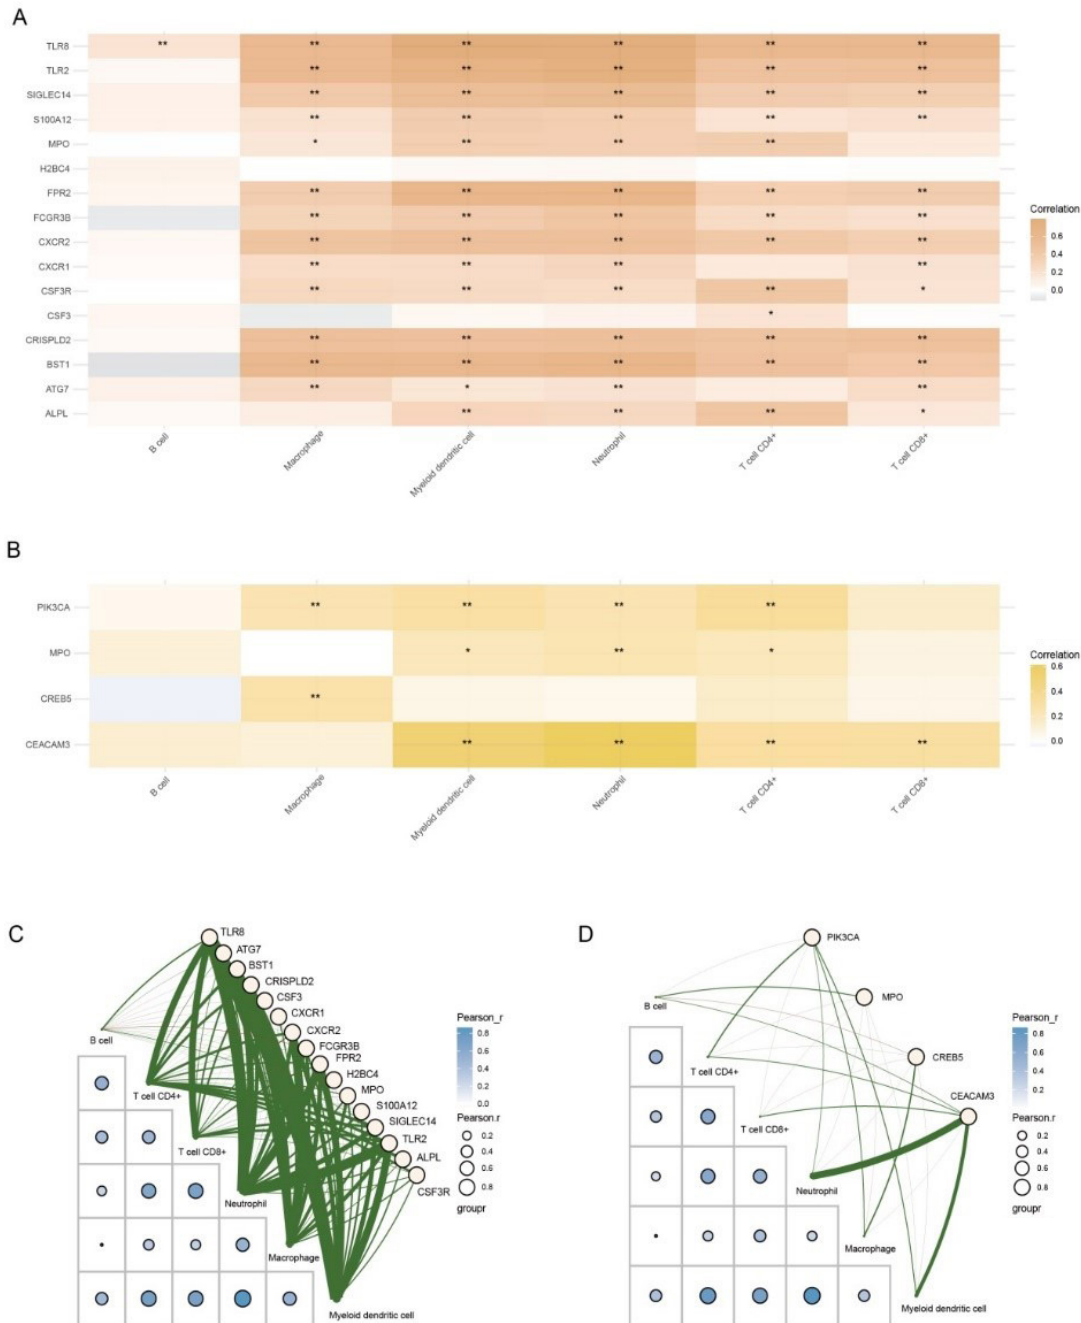 A
TLR8 ** ** ** ** ** **
TLR2 ** ** ** ** **
SIGLEC14 ** ** ** ** **
S100A12 ** ** ** ** **
MPO * ** ** **
H2BC4
FPR2 ** ** ** ** **
FCGR3B ** ** ** ** **
CXCR2 ** ** ** ** **
CXCR1 ** ** ** **
CSF3R ** ** ** ** *
CSF3 *
CRISPLD2 ** ** ** ** **
BST1 ** ** ** ** **
ATG7 ** * ** **
ALPL ** ** ** *
B cell
Macrophage
Myeloid dendritic cell
Neutrophil
T cell CD4+
T cell CD8+
Correlation
0.6
0.4
0.2
0.0
B
PIK3CA ** ** ** **
MPO * ** *
CREB5 **
CEACAM3 ** ** ** **
B cell
Macrophage
Myeloid dendritic cell
Neutrophil
T cell CD4+
T cell CD8+
Correlation
0.6
0.4
0.2
0.0
C
TLR8
ATG7
BST1
CRISPLD2
CSF3
CXCR1
CXCR2
FCGR3B
FPR2
H2BC4
MPO
S100A12
SIGLEC14
TLR2
ALPL
CSF3R
B cell
T cell CD4+
T cell CD8+
Neutrophil
Macrophage
Myeloid dendritic cell
Pearson_r
0.8
0.6
0.4
0.2
0.0
Pearson.r
0.2
0.4
0.6
0.8
groupr
D
PIK3CA
MPO
CREB5
CEACAM3
B cell
T cell CD4+
T cell CD8+
Neutrophil
Macrophage
Myeloid dendritic cell
Pearson_r
0.8
0.6
0.4
0.2
Pearson.r
0.2
0.4
0.6
0.8
groupr